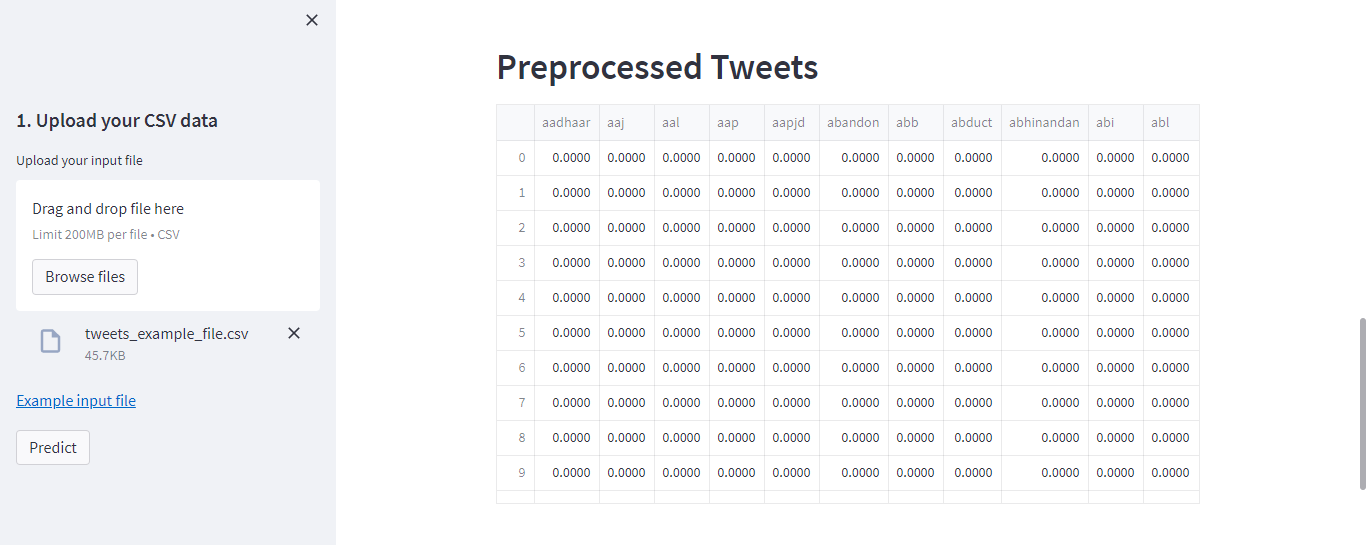 1. Upload your CSV data
Upload your input file
Drag and drop file here
Limit 200MB per file • CSV
Browse files
tweets_example_file.csv
45.7KB
Example input file
Predict
Preprocessed Tweets
aadhaar aaj aal aap aapjd abandon abb abduct abhinandan abi abl
0 0.0000 0.0000 0.0000 0.0000 0.0000 0.0000 0.0000 0.0000 0.0000 0.0000 0.0000
1 0.0000 0.0000 0.0000 0.0000 0.0000 0.0000 0.0000 0.0000 0.0000 0.0000 0.0000
2 0.0000 0.0000 0.0000 0.0000 0.0000 0.0000 0.0000 0.0000 0.0000 0.0000 0.0000
3 0.0000 0.0000 0.0000 0.0000 0.0000 0.0000 0.0000 0.0000 0.0000 0.0000 0.0000
4 0.0000 0.0000 0.0000 0.0000 0.0000 0.0000 0.0000 0.0000 0.0000 0.0000 0.0000
5 0.0000 0.0000 0.0000 0.0000 0.0000 0.0000 0.0000 0.0000 0.0000 0.0000 0.0000
6 0.0000 0.0000 0.0000 0.0000 0.0000 0.0000 0.0000 0.0000 0.0000 0.0000 0.0000
7 0.0000 0.0000 0.0000 0.0000 0.0000 0.0000 0.0000 0.0000 0.0000 0.0000 0.0000
8 0.0000 0.0000 0.0000 0.0000 0.0000 0.0000 0.0000 0.0000 0.0000 0.0000 0.0000
9 0.0000 0.0000 0.0000 0.0000 0.0000 0.0000 0.0000 0.0000 0.0000 0.0000 0.0000